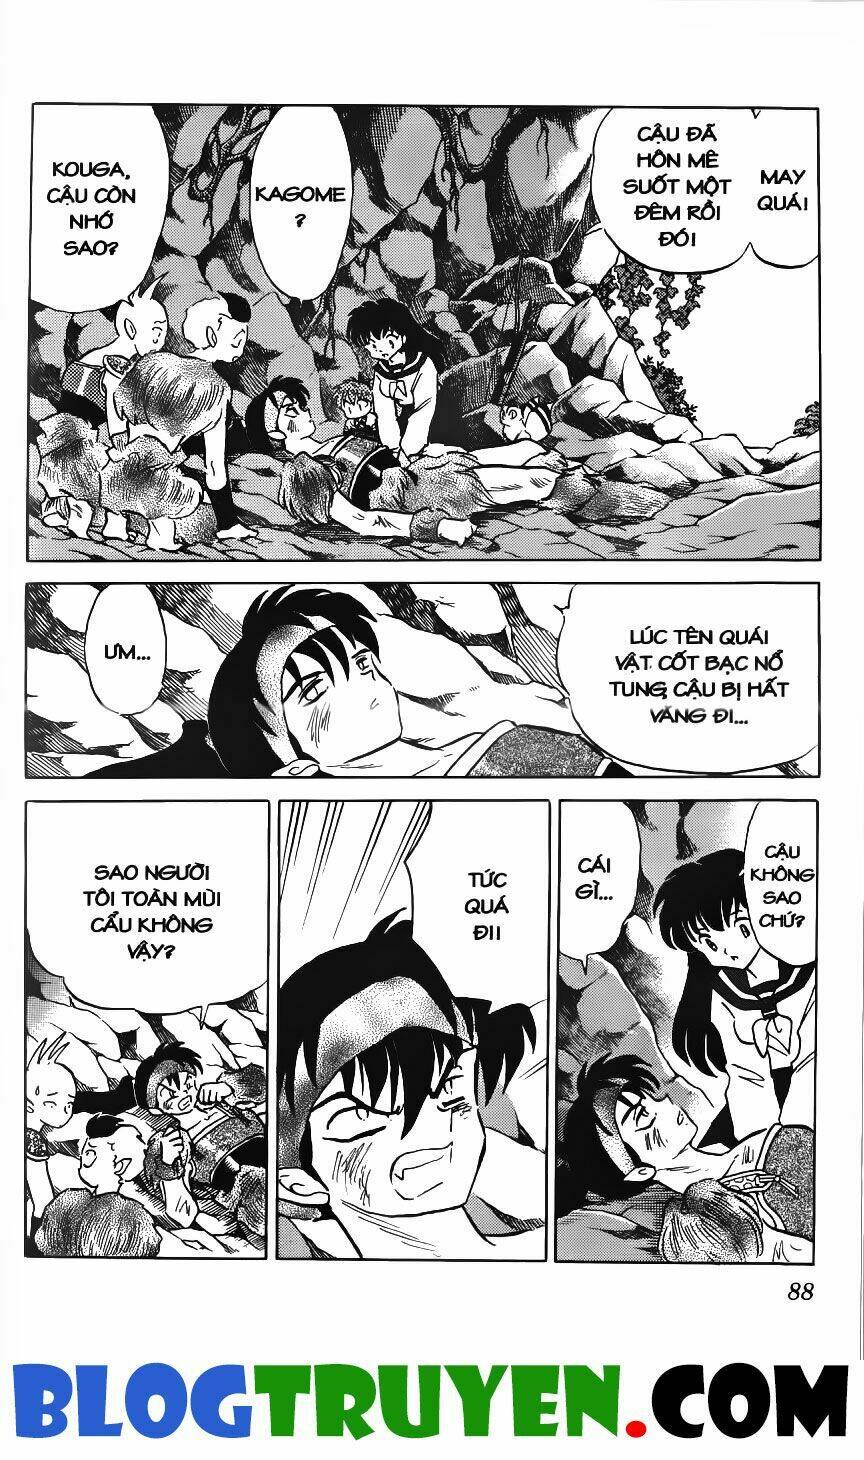 MAY
QUÁ!
CẬU ĐÃ
HÔN MÊ
SUỐT MỘT
ĐÊM RỒI
ĐÓ!
KAGOME
?
KOUGA,
CẬU CÒN
NHỚ
SAO?
LÚC TÊN QUÁI
VẬT CỐT BẠC NỔ
TUNG CẬU BỊ HẤT
VĂNG ĐI...
ƯM...
CẬU
KHÔNG
SAO
CHỨ?
CÁI
GÌ...
TỨC
QUÁ
ĐI!
SAO NGƯỜI
TÔI TOÀN MÙI
CẨU KHÔNG
VẬY?
88
BLOGTRUYEN.COM